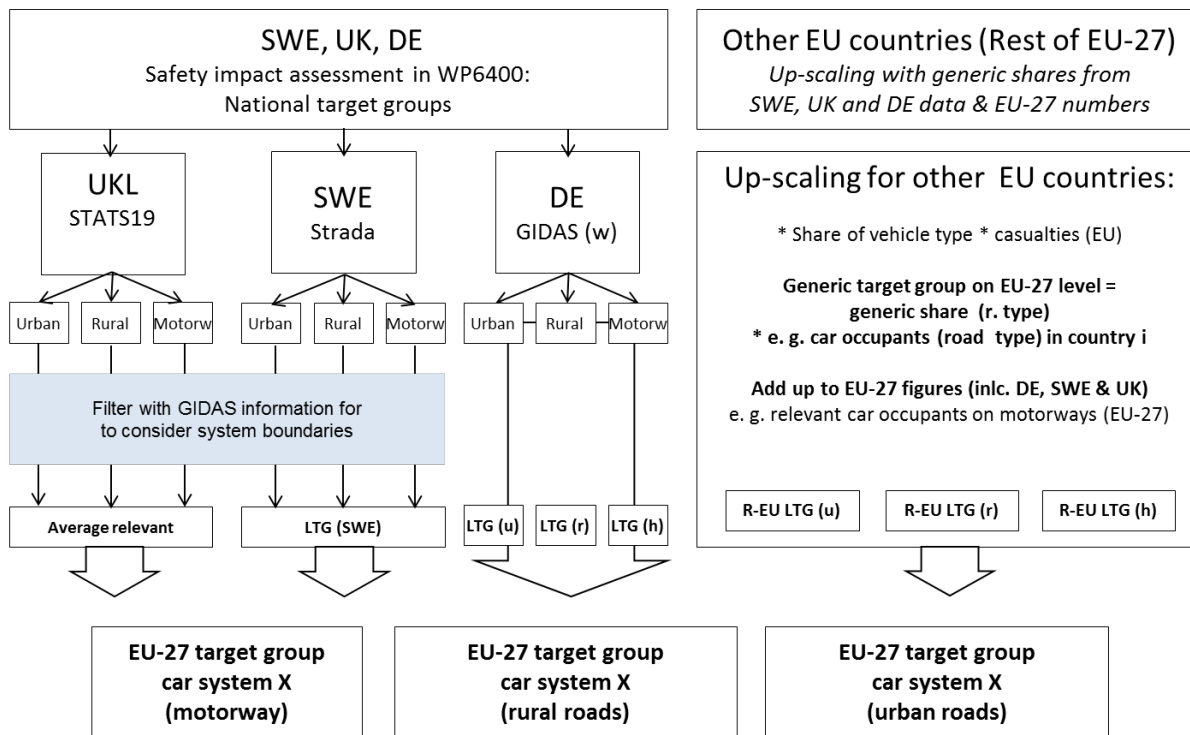 SWE, UK, DE
Safety impact assessment in WP6400:
National target groups
Other EU countries (Rest of EU-27)
Up-scaling with generic shares from
SWE, UK and DE data & EU-27 numbers
UKL
STATS19
SWE
Strada
DE
GIDAS (w)
Urban
Rural
Motorw
Urban
Rural
Motorw
Urban
Rural
Motorw
Filter with GIDAS information for
to consider system boundaries
Average relevant
LTG (SWE)
LTG (u)
LTG (r)
LTG (h)
Up-scaling for other EU countries:
* Share of vehicle type * casualties (EU)
Generic target group on EU-27 level =
generic share (r. type)
* e. g. car occupants (road type) in country i
Add up to EU-27 figures (inlc. DE, SWE & UK)
e. g. relevant car occupants on motorways (EU-27)
R-EU LTG (u)
R-EU LTG (r)
R-EU LTG (h)
EU-27 target group
car system X
(motorway)
EU-27 target group
car system X
(rural roads)
EU-27 target group
car system X
(urban roads)